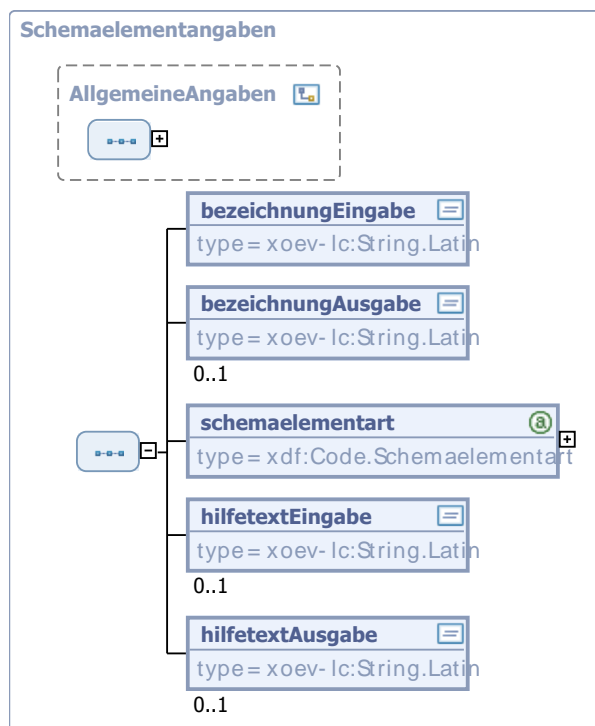 Schemaelementangaben
AllgemeineAngaben
bezeichnungEingabe
type = xoev-lc:String.Latin
bezeichnungAusgabe
type = xoev-lc:String.Latin
0..1
schemaelementart
type = xdf:Code.Schemaelementart
hilfetextEingabe
type = xoev-lc:String.Latin
0..1
hilfetextAusgabe
type = xoev-lc:String.Latin
0..1